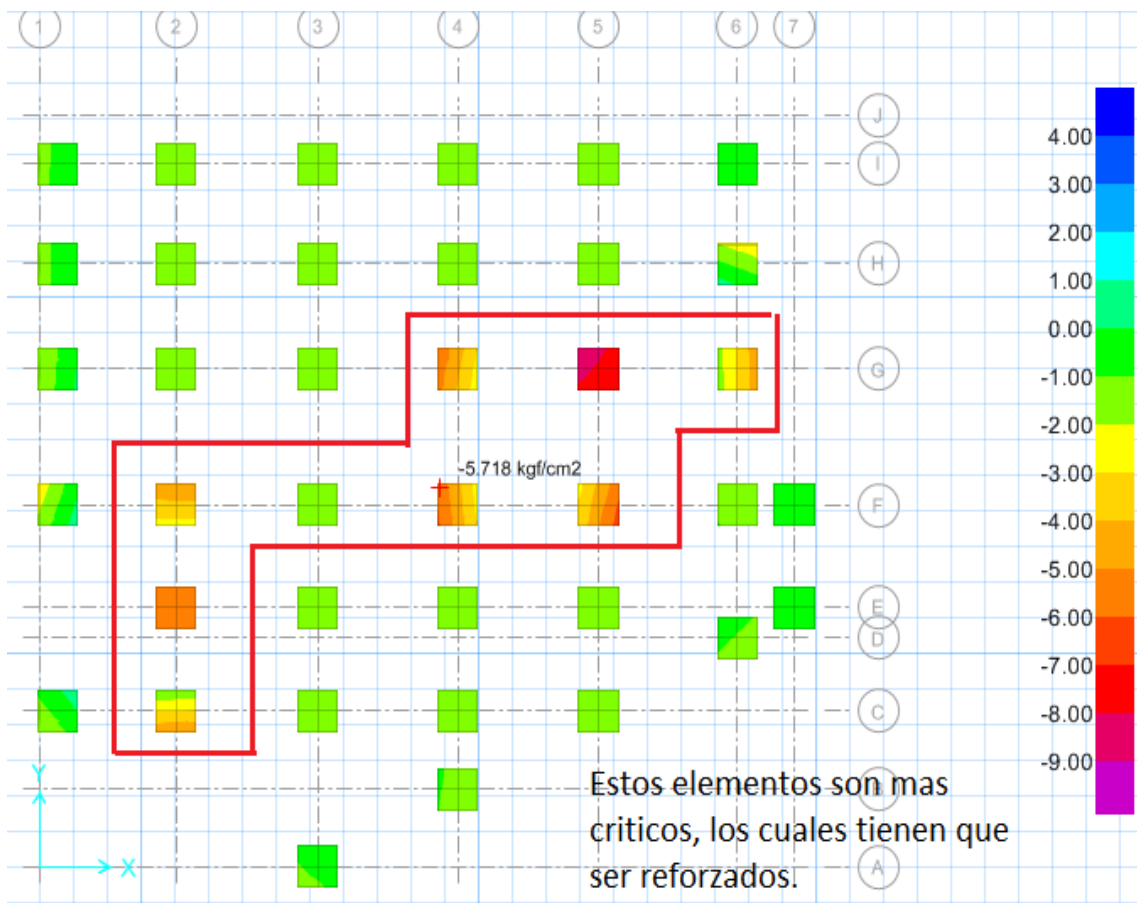 1 2 3 4 5 6 7
J
I
H
G
F
E
D
C
B
A
4.00
3.00
2.00
1.00
0.00
-1.00
-2.00
-3.00
-4.00
-5.00
-6.00
-7.00
-8.00
-9.00
-5.718 kgf/cm2
Estos elementos son mas
criticos, los cuales tienen que
ser reforzados.
Y
X